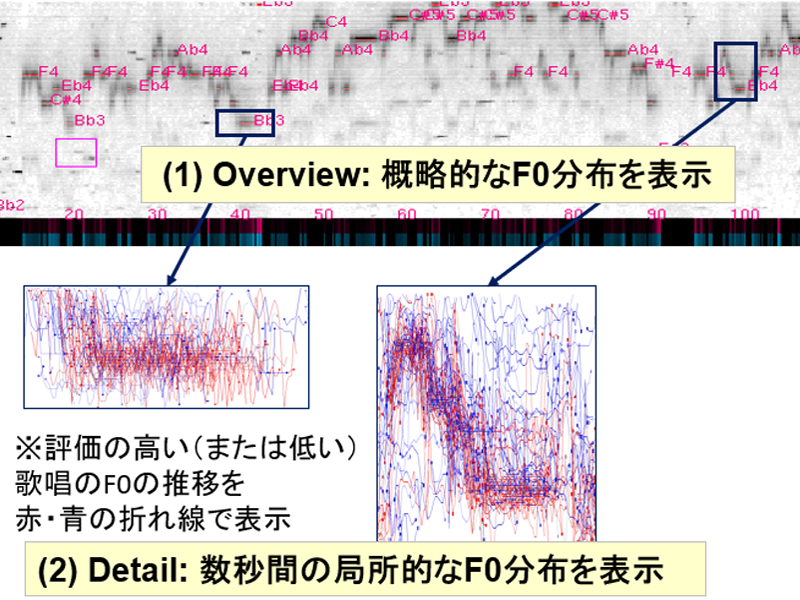 Eb5 Eb5 Eb5
C4 C#5 C#5 C#5 C#5 C#5 C#5
Bb4 Bb4 Bb4
Ab4 Ab4 Ab4 Ab4
F4 F4 F4 F4 F4 F4 F4 F4 F#4 F4 F4 F4
Eb4 Eb4 Eb4 Eb4
C#4
Bb3 Bb3
(1) Overview: 概略的なF0分布を表示
Bb2
20 30 40 50 60 70 80 90 100
※評価の高い（または低い）
歌唱のF0の推移を
赤・青の折れ線で表示
(2) Detail: 数秒間の局所的なF0分布を表示